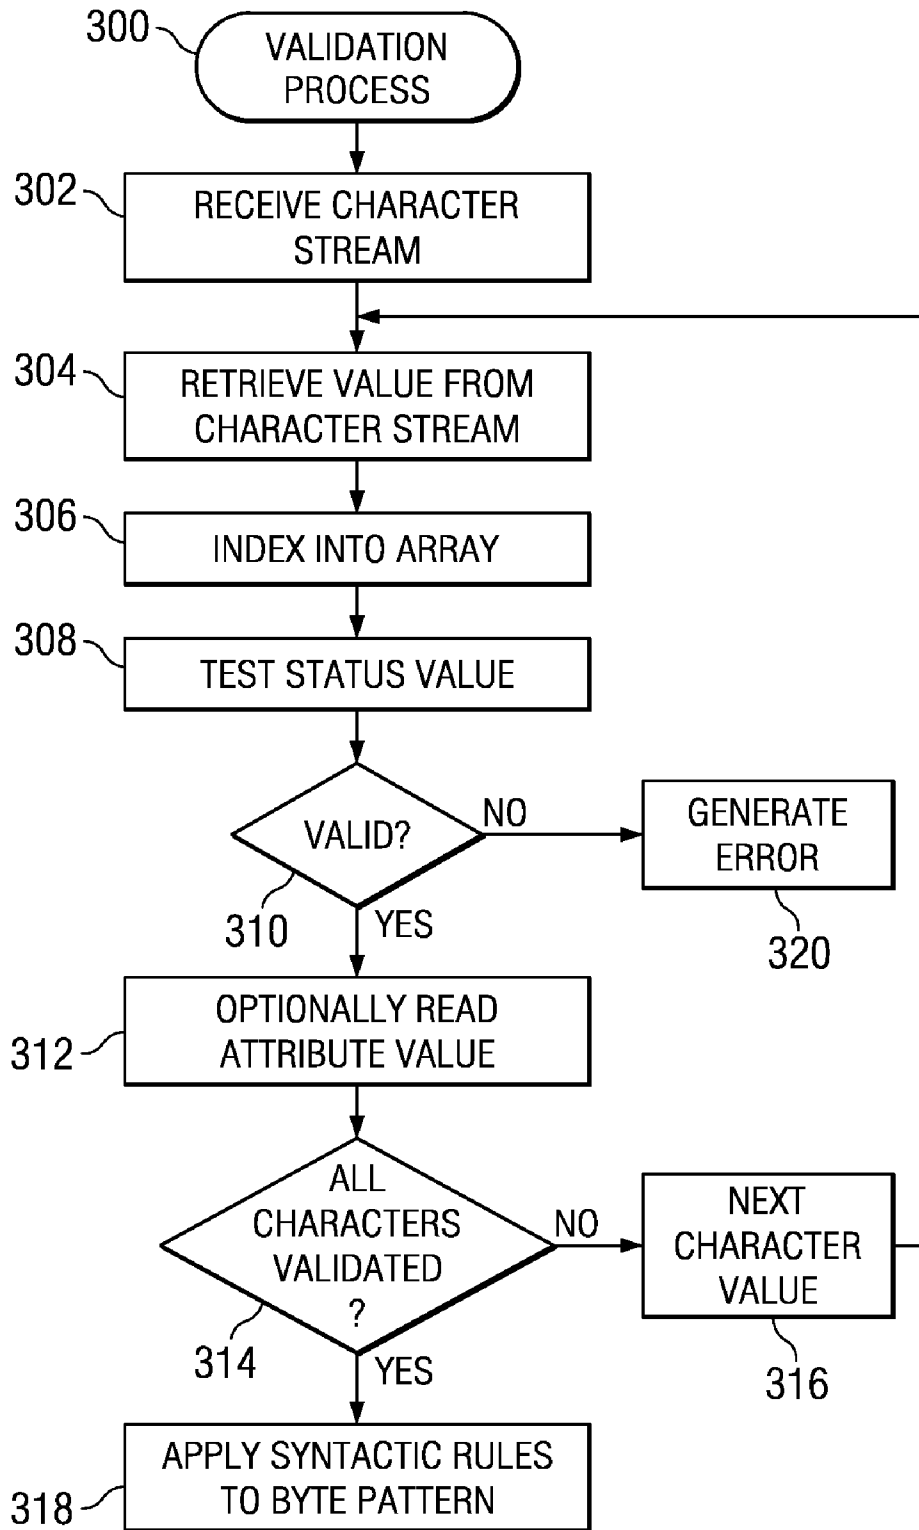 300
VALIDATION
PROCESS
302
RECEIVE CHARACTER
STREAM
304
RETRIEVE VALUE FROM
CHARACTER STREAM
306
INDEX INTO ARRAY
308
TEST STATUS VALUE
VALID?
NO
310
YES
GENERATE
ERROR
320
312
OPTIONALLY READ
ATTRIBUTE VALUE
ALL
CHARACTERS
VALIDATED
?
NO
314
YES
NEXT
CHARACTER
VALUE
316
318
APPLY SYNTACTIC RULES
TO BYTE PATTERN